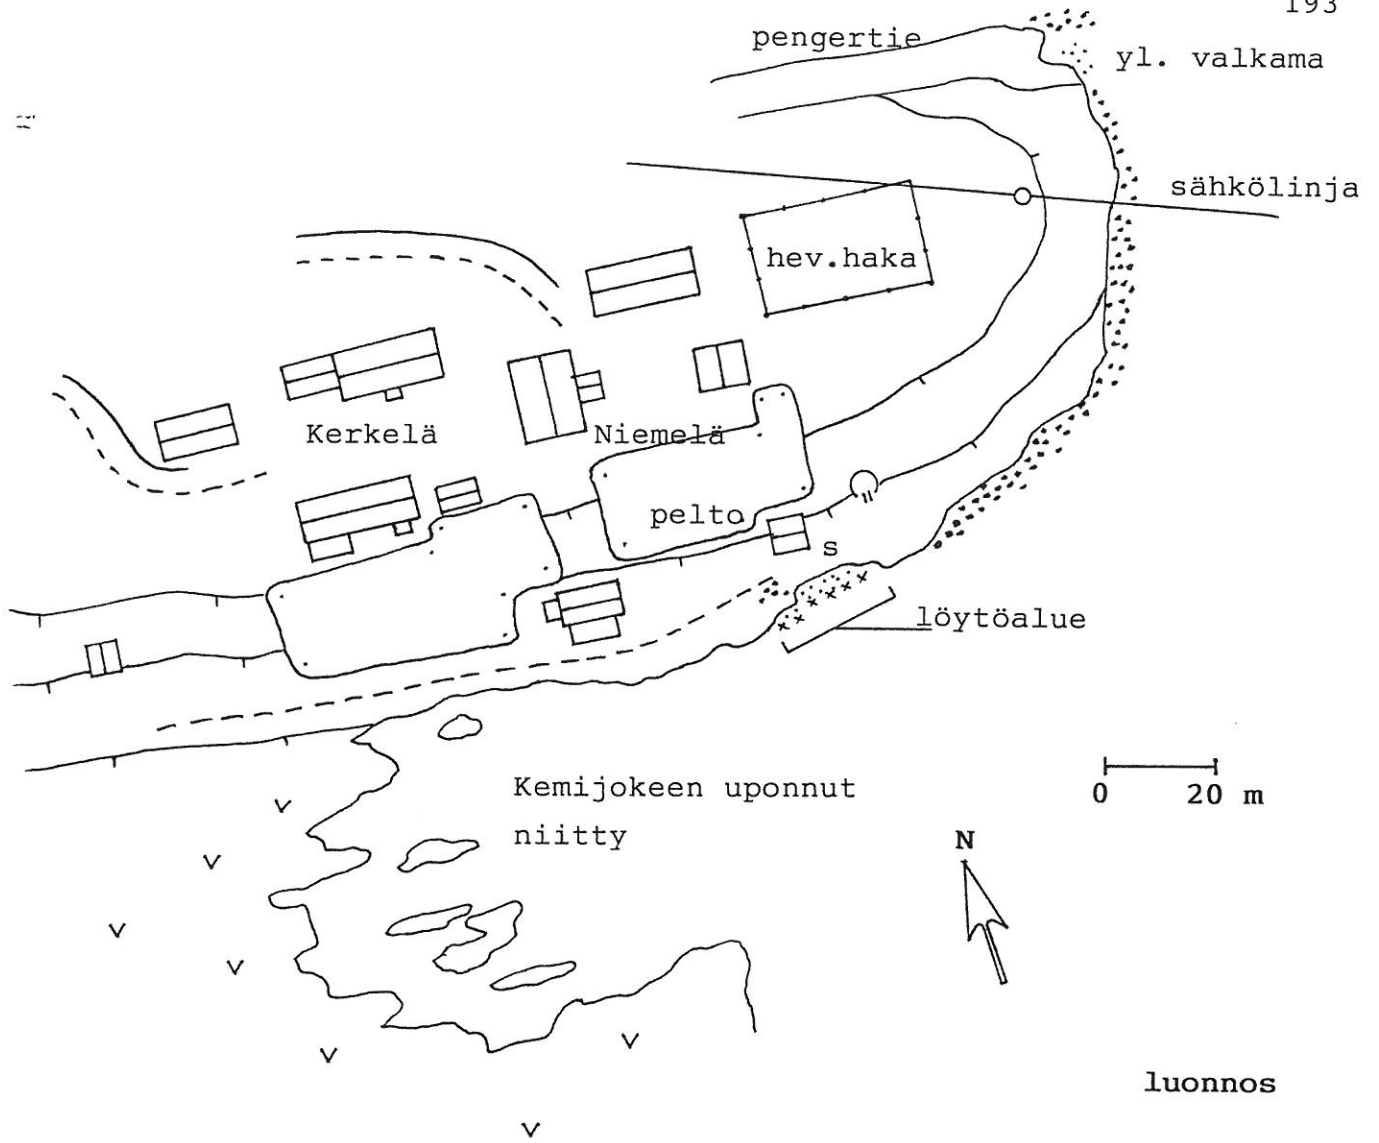 193
pengertie
yl. valkama
sähkölinja
hev.haka
Kerkelä
Niemelä
pelto
s
löytöalue
Kemijokeen uponnut
niitty
0 20 m
N
luonnos